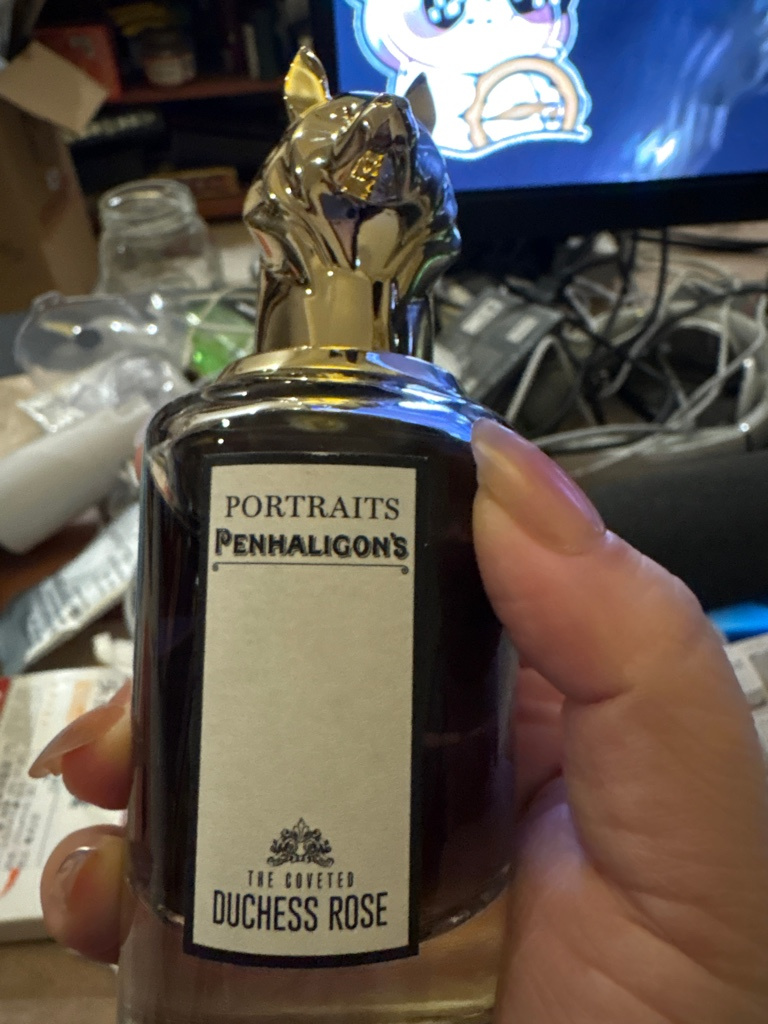 PORTRAITS
PENHALIGON'S
THE COVETED
DUCHESS ROSE